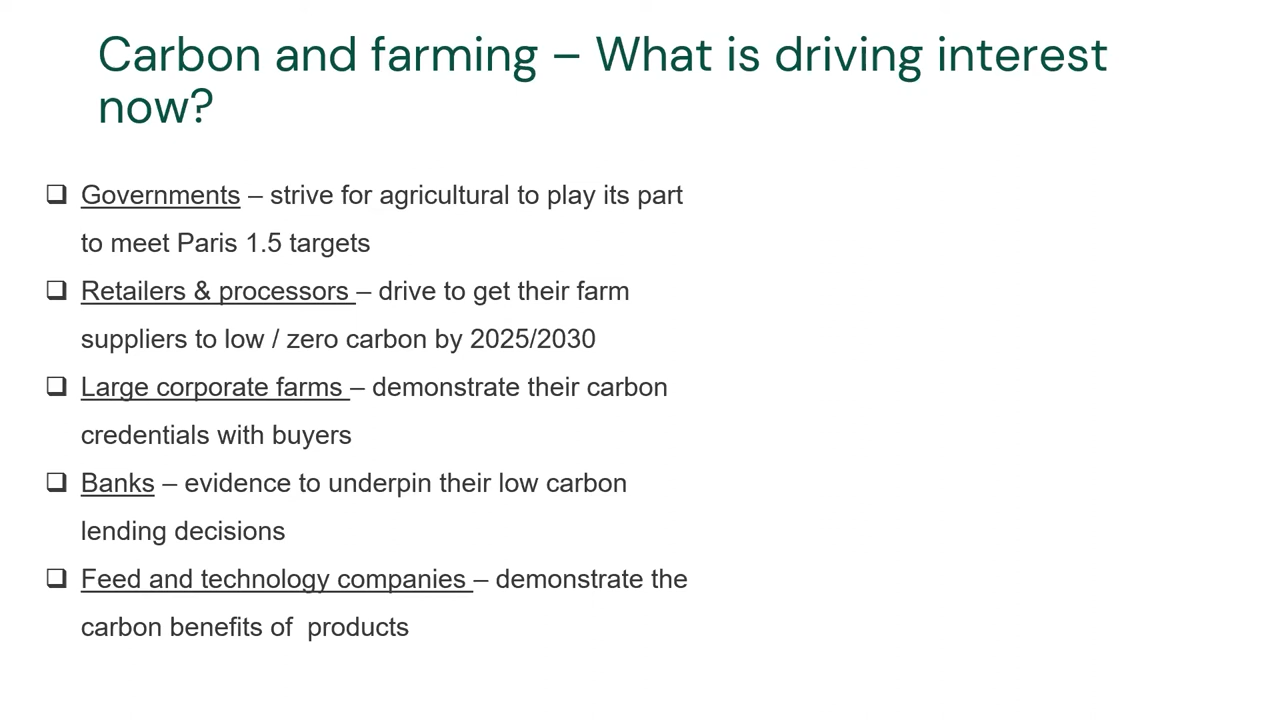 Carbon and farming – What is driving interest
now?
❑ Governments – strive for agricultural to play its part
to meet Paris 1.5 targets
❑ Retailers & processors – drive to get their farm
suppliers to low / zero carbon by 2025/2030
❑ Large corporate farms – demonstrate their carbon
credentials with buyers
❑ Banks – evidence to underpin their low carbon
lending decisions
❑ Feed and technology companies – demonstrate the
carbon benefits of  products